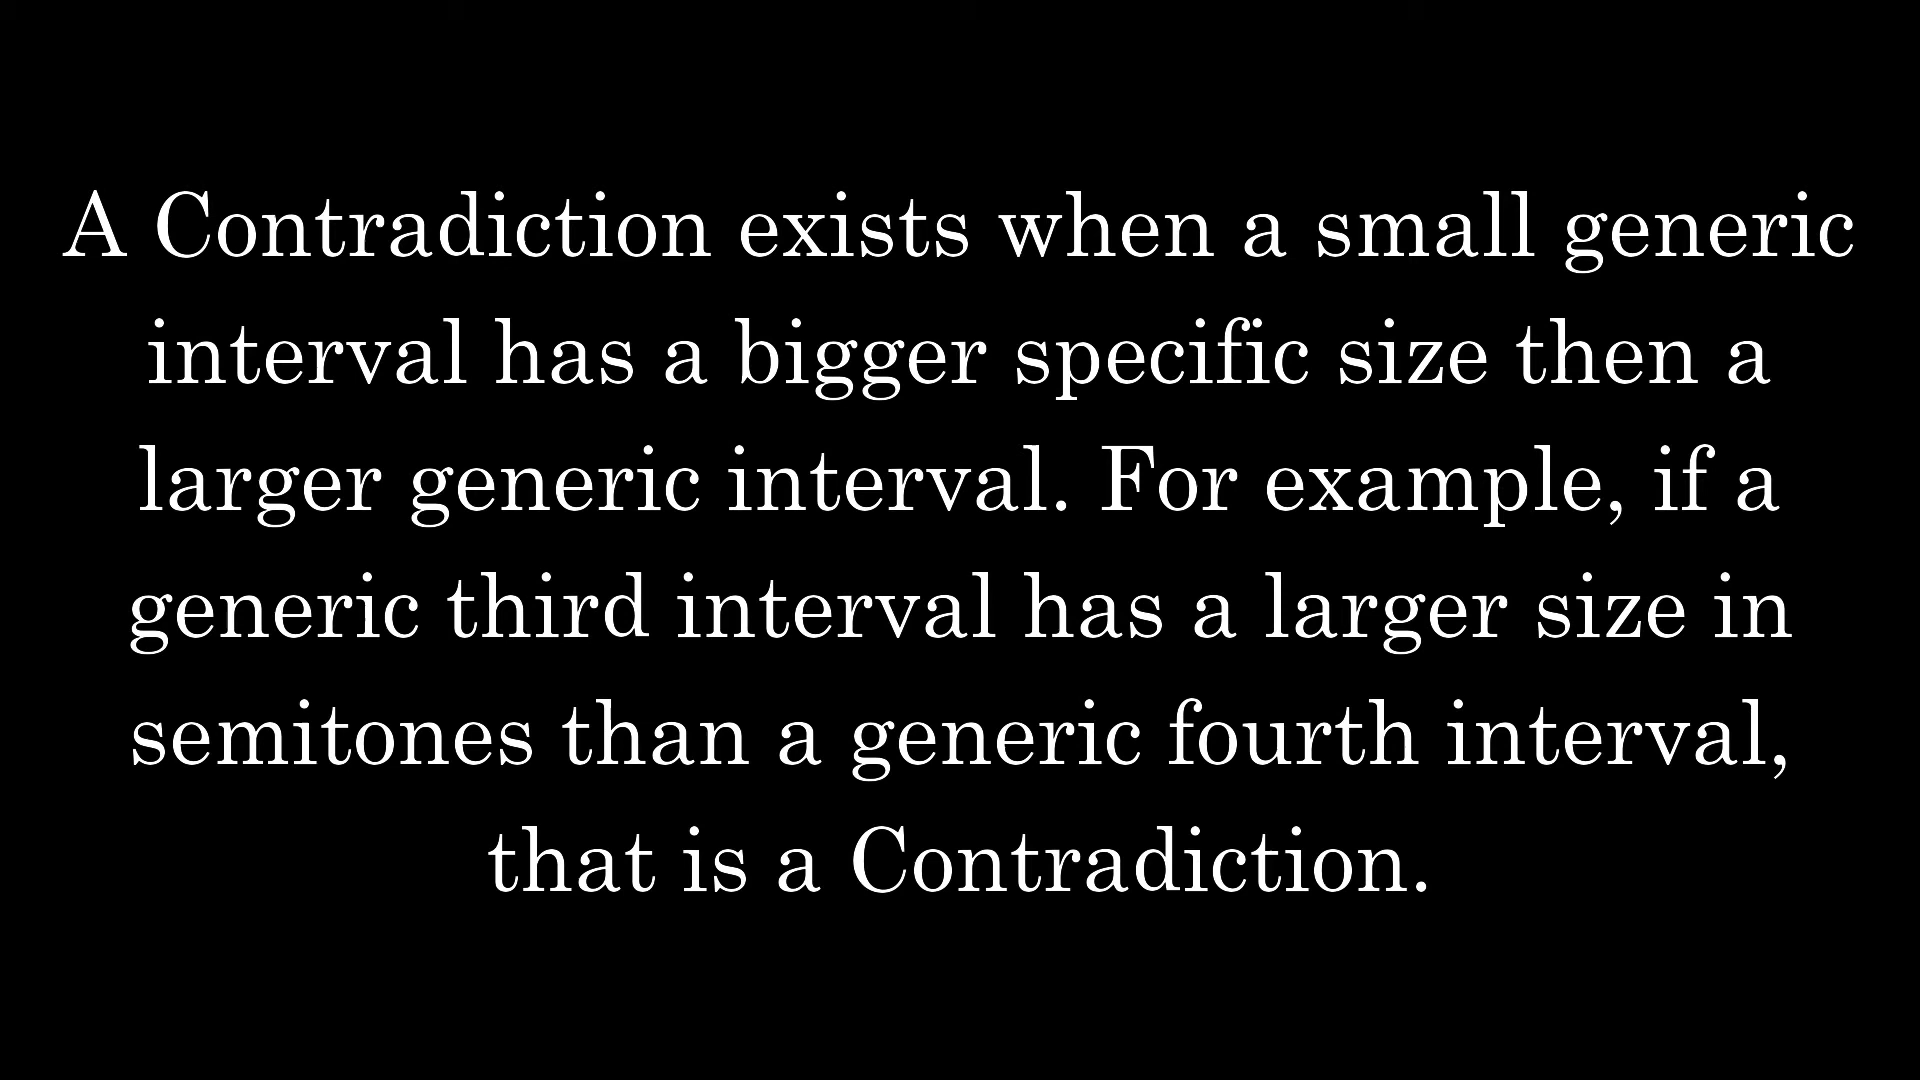 A Contradiction exists when a small generic
interval has a bigger specific size then a
larger generic interval. For example, if a
generic third interval has a larger size in
semitones than a generic fourth interval,
that is a Contradiction.